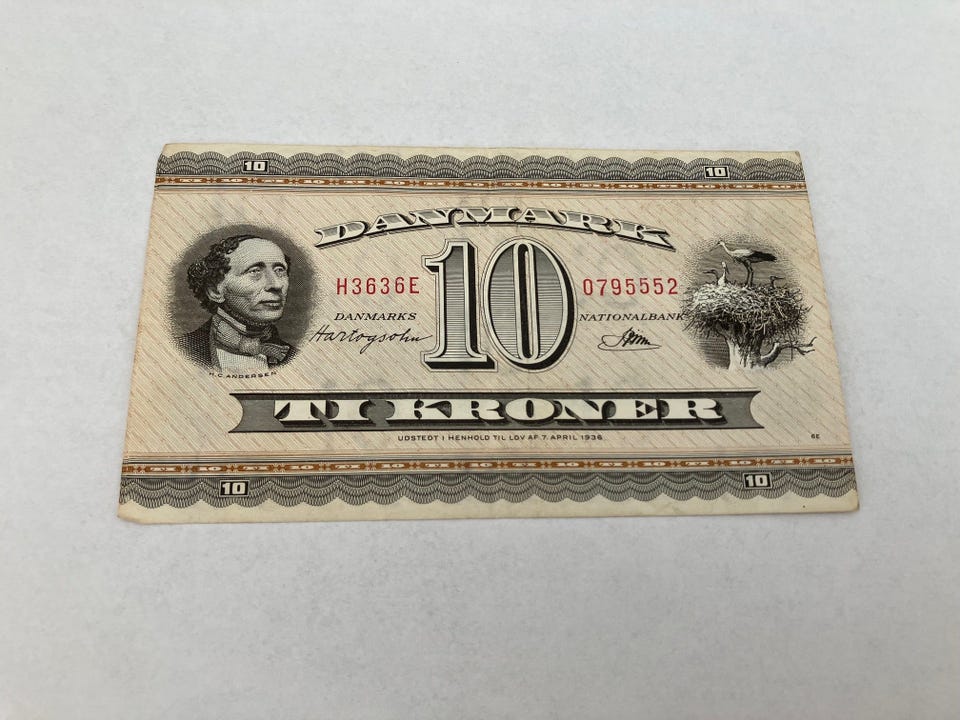 10 10
DANMARK
H3636E 10 0795552
DANMARKS NATIONALBANK
Hartogsohn
H.C. ANDERSEN
TI KRONER
UDSTEDT I HENHOLD TIL LOV AF 7. APRIL 1936
6E
10 10